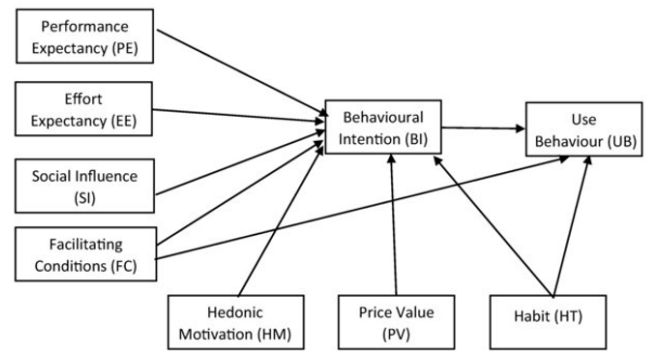 Performance
Expectancy (PE)
Effort
Expectancy (EE)
Behavioural
Intention (BI)
Use
Behaviour (UB)
Social Influence
(SI)
Facilitating
Conditions (FC)
Hedonic
Motivation (HM)
Price Value
(PV)
Habit (HT)